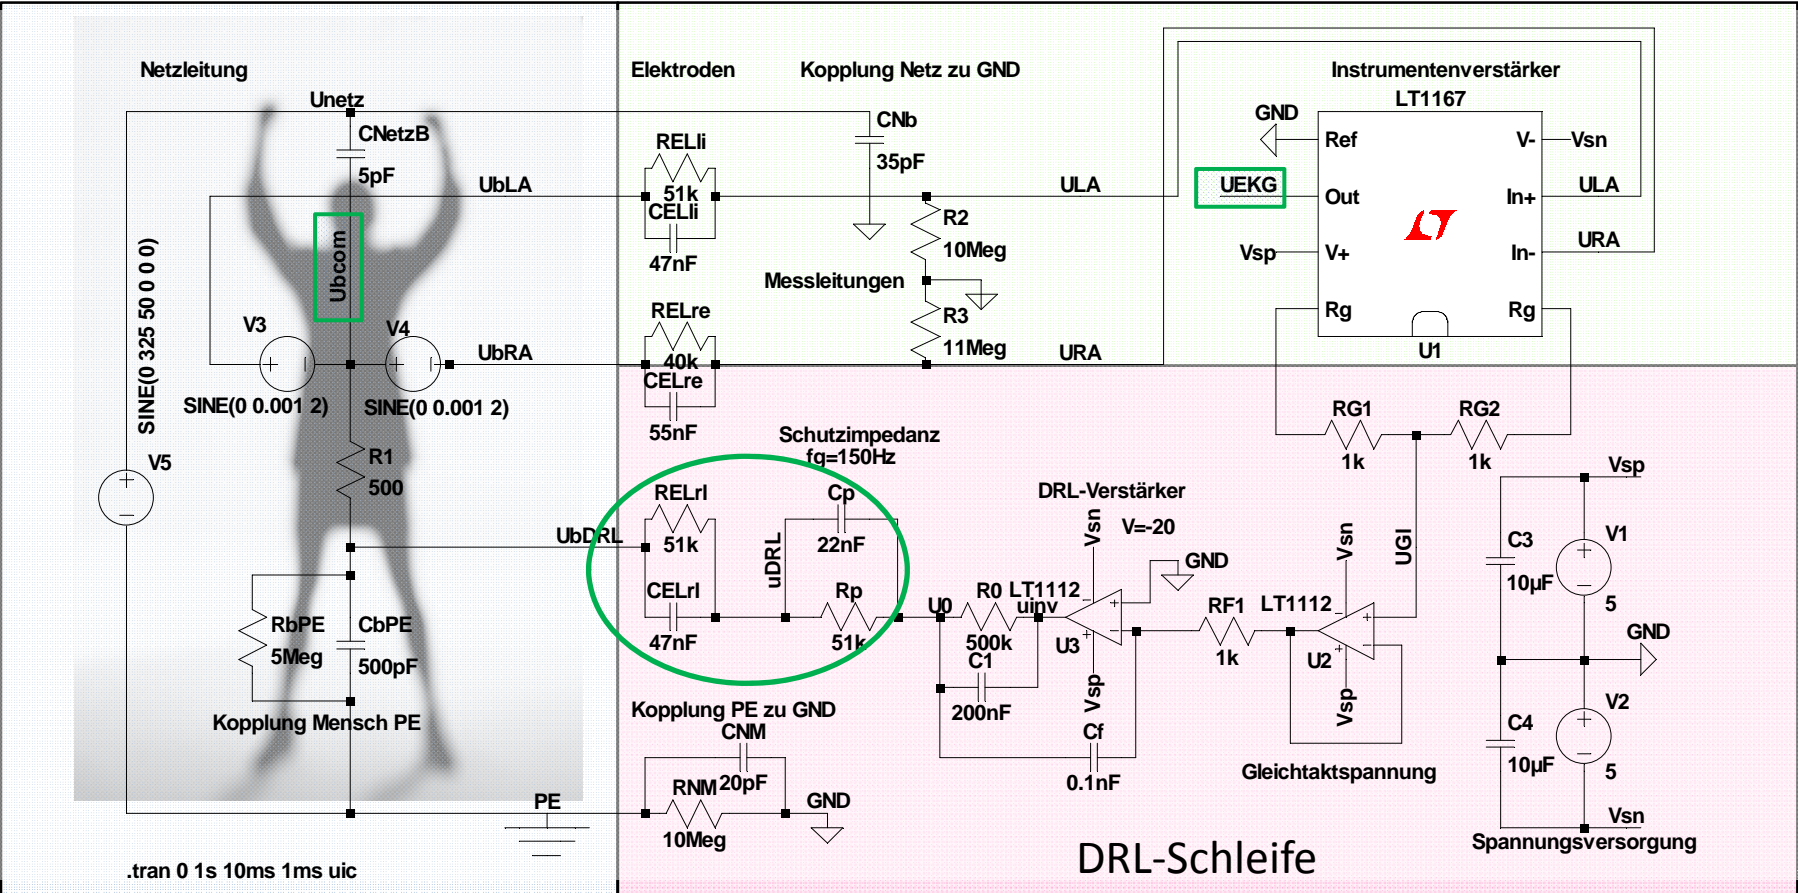 Netzleitung
Elektroden
Kopplung Netz zu GND
Instrumentenverstärker
LT1167
Unetz
CNetzB
5pF
CNb
35pF
RELli
51k
CELli
47nF
UbLA
ULA
R2
10Meg
Messleitungen
R3
11Meg
RELre
40k
CELre
55nF
UbRA
URA
GND
Ref
UEKG
Out
Vsp
V+
Rg
V-
Vsn
In+
ULA
In-
URA
Rg
U1
Ubcom
V3
V4
SINE(0 0.001 2)
SINE(0 0.001 2)
SINE(0 325 50 0 0 0)
V5
R1
500
UbDRL
RbPE
5Meg
CbPE
500pF
Kopplung Mensch PE
PE
.tran 0 1s 10ms 1ms uic
Schutzimpedanz
fg=150Hz
RELrl
51k
CELrl
47nF
uDRL
Cp
22nF
Rp
51k
DRL-Verstärker
V=-20
Vsn
GND
U0
R0
500k
LT1112
uinv
U3
C1
200nF
Vsp
Cf
0.1nF
RF1
1k
LT1112
U2
Vsn
Vsp
UGI
Gleichtaktspannung
RG1
1k
RG2
1k
Vsp
C3
10µF
V1
5
GND
C4
10µF
V2
5
Vsn
Spannungsversorgung
Kopplung PE zu GND
CNM
20pF
RNM
10Meg
GND
DRL-Schleife